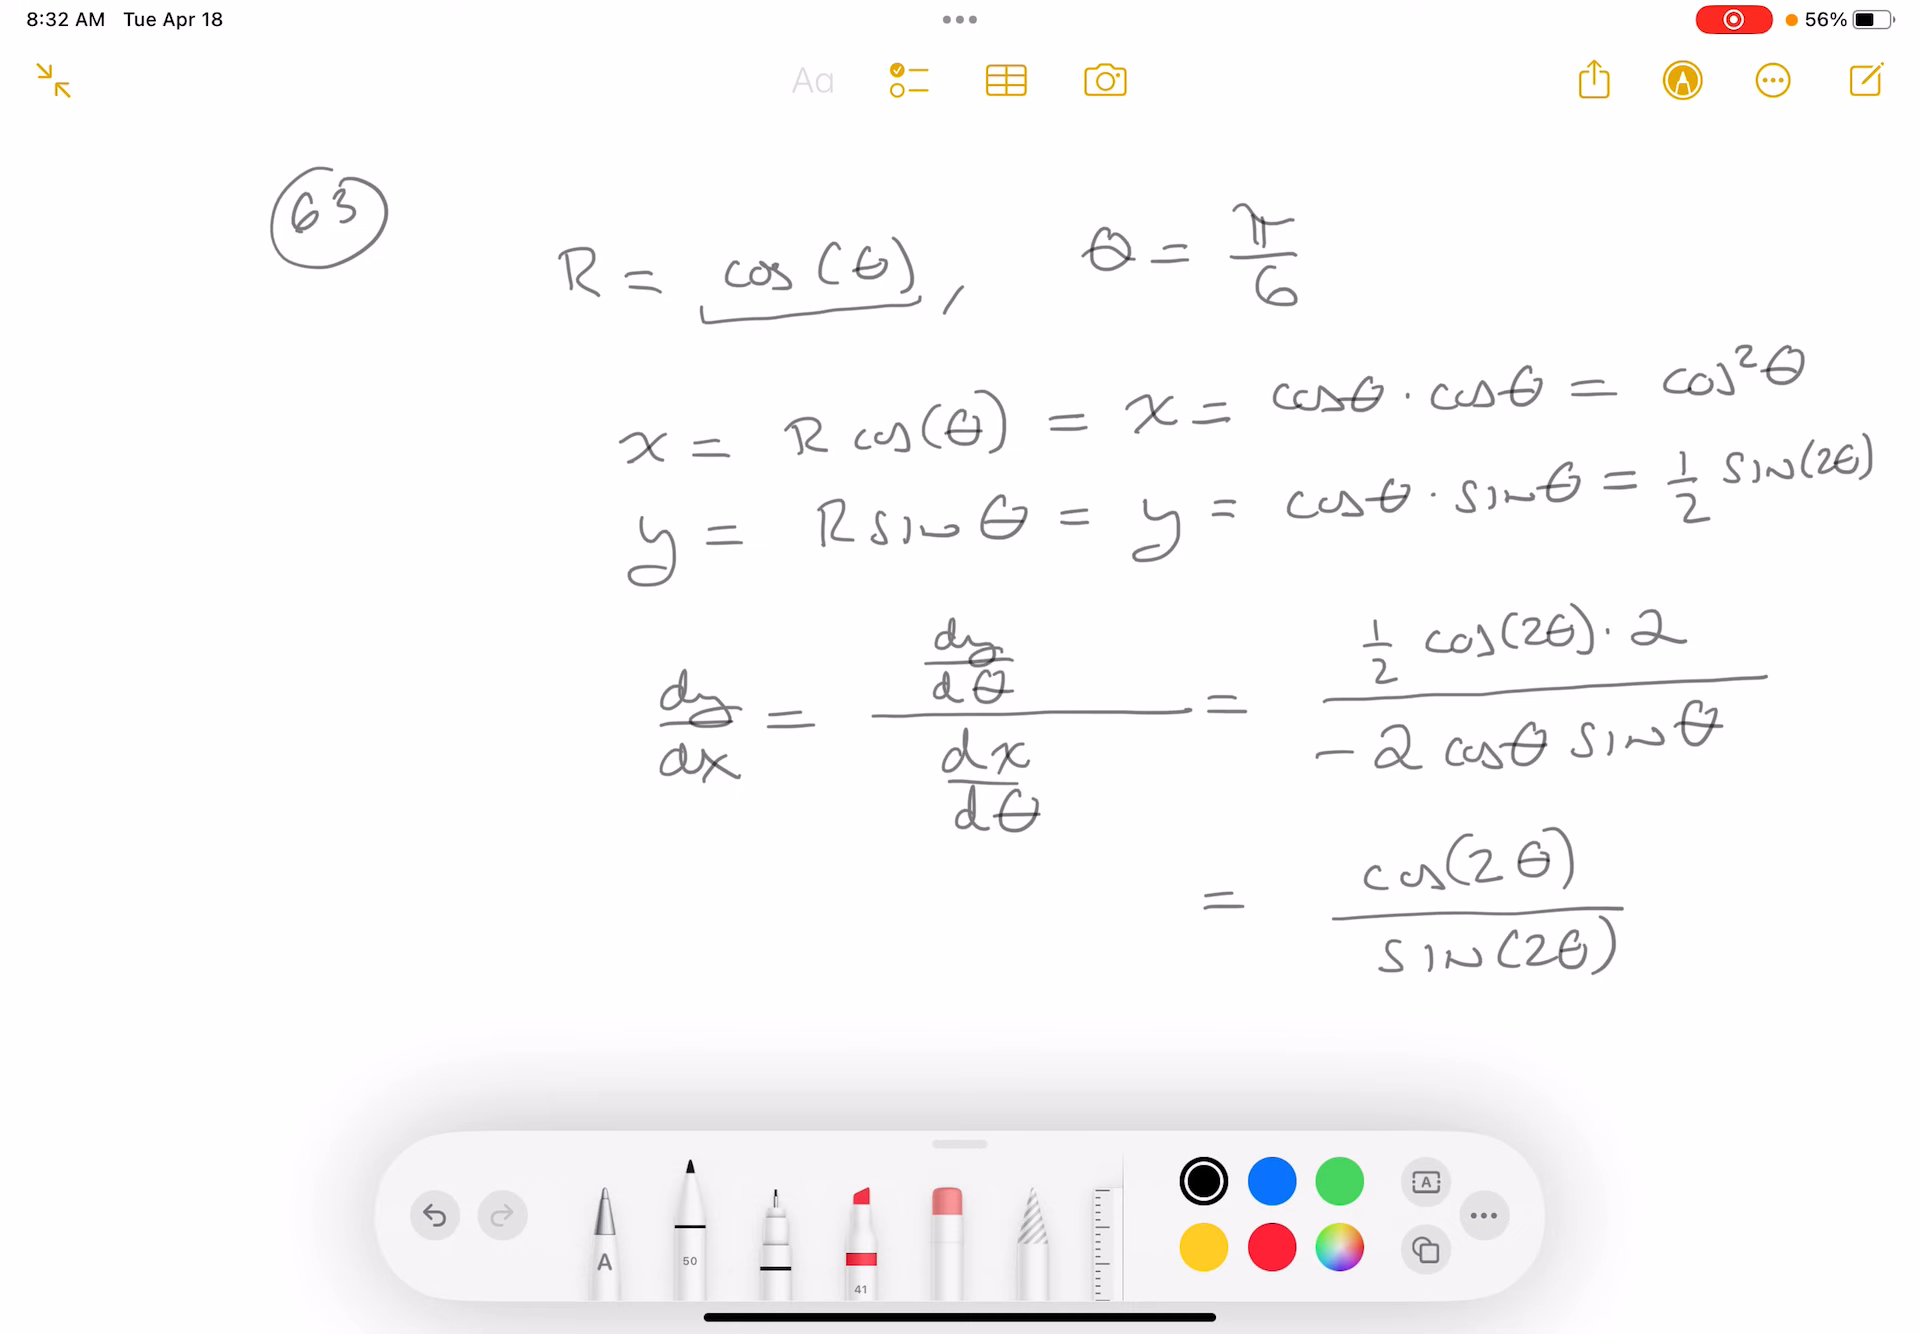 8:32 AM Tue Apr 18
56%
Aa
63
R = cos(θ), θ = π/6
x = R cos(θ) = x = cosθ · cosθ = cos²θ
y = R sinθ = y = cosθ · sinθ = 1/2 sin(2θ)
dy/dx = (dy/dθ)/(dx/dθ) = (1/2 cos(2θ) · 2)/(-2 cosθ sinθ)
= cos(2θ)/sin(2θ)
A
50
41
A